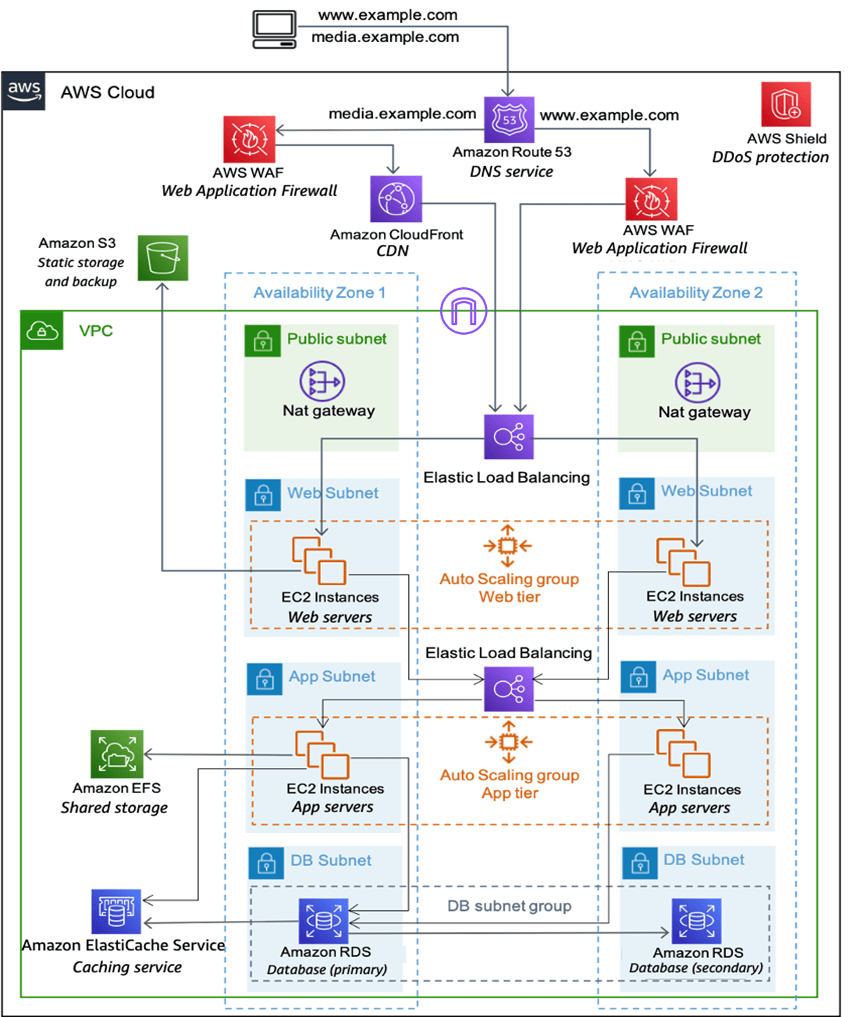 www.example.com
media.example.com
aws
AWS Cloud
media.example.com
www.example.com
53
Amazon Route 53
DNS service
AWS Shield
DDoS protection
AWS WAF
Web Application Firewall
Amazon CloudFront
CDN
AWS WAF
Web Application Firewall
Amazon S3
Static storage
and backup
Availability Zone 1
Availability Zone 2
VPC
Public subnet
Nat gateway
Public subnet
Nat gateway
Elastic Load Balancing
Web Subnet
Web Subnet
EC2 Instances
Web servers
Auto Scaling group
Web tier
EC2 Instances
Web servers
Elastic Load Balancing
App Subnet
App Subnet
Amazon EFS
Shared storage
EC2 Instances
App servers
Auto Scaling group
App tier
EC2 Instances
App servers
DB Subnet
DB Subnet
DB subnet group
Amazon ElastiCache Service
Caching service
Amazon RDS
Database (primary)
Amazon RDS
Database (secondary)